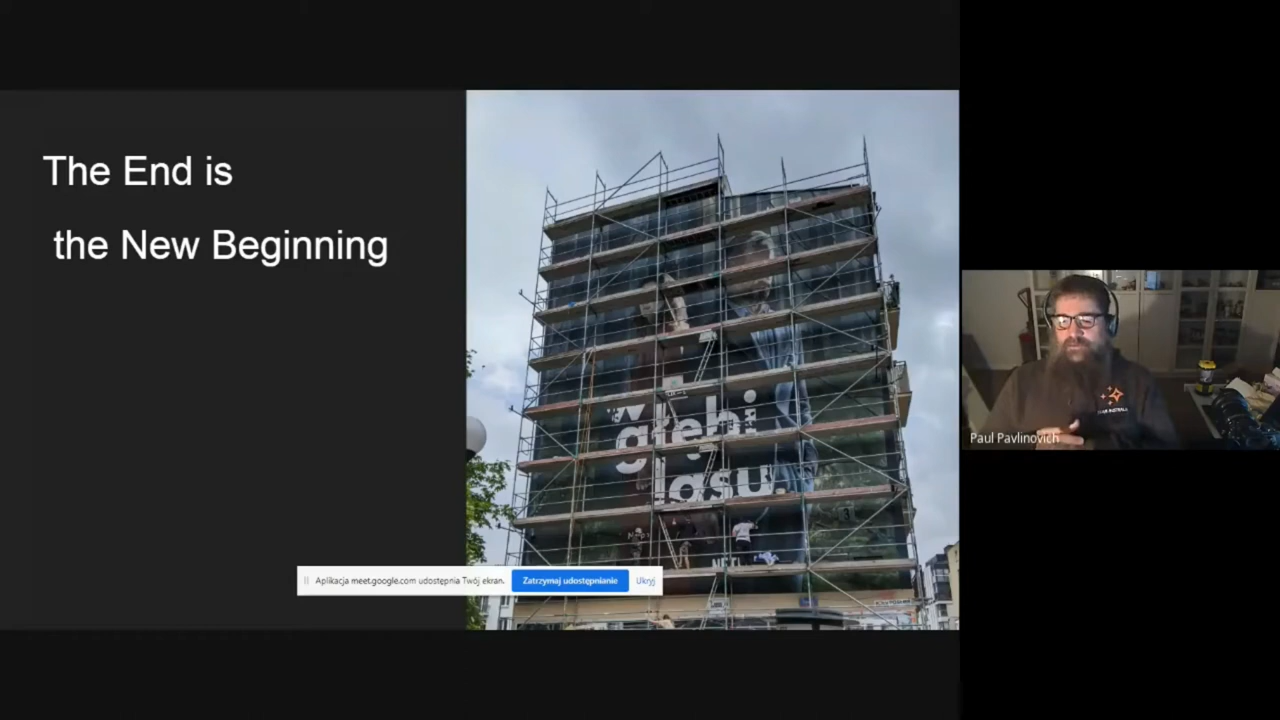 The End is
the New Beginning
W
głębi
lasu
Aplikacja meet.google.com udostępnia Twój ekran.
Zatrzymaj udostępnianie
Ukryj
Paul Pavlinovich